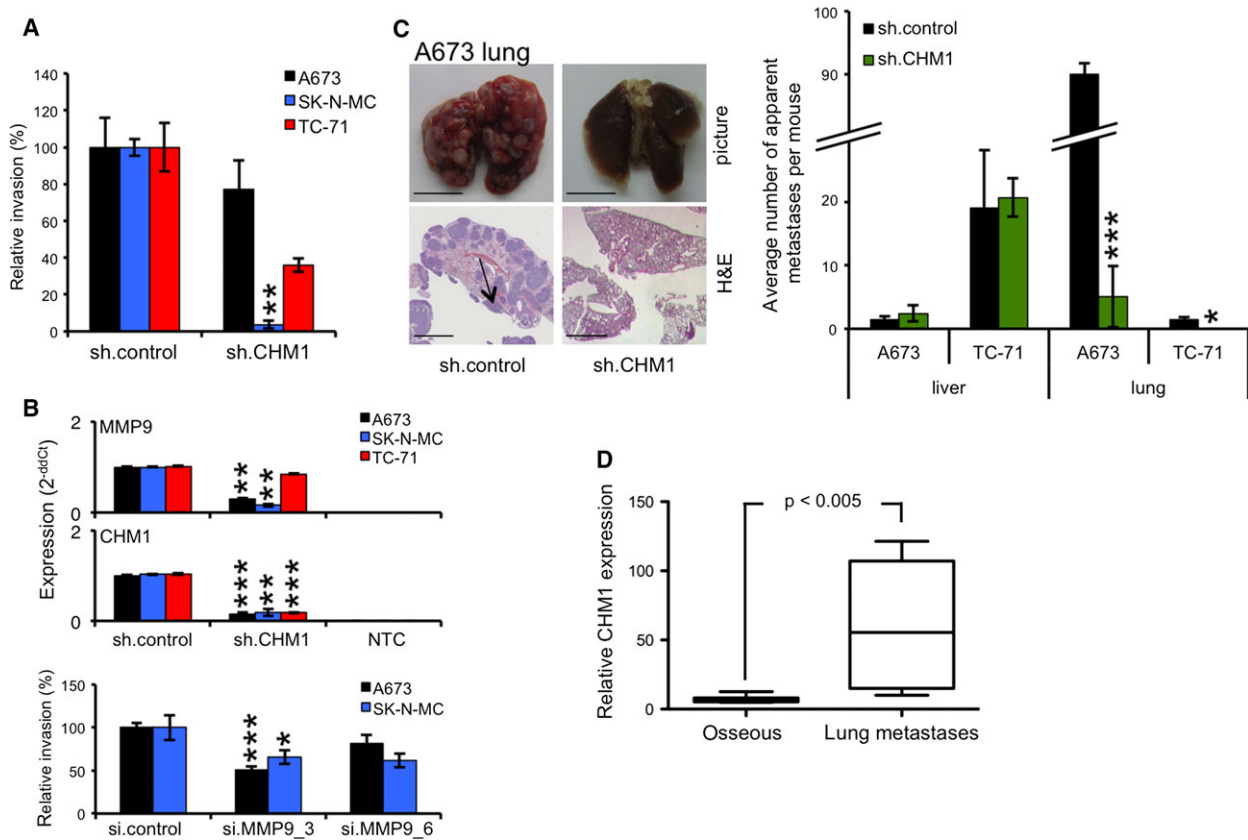 A
Relative invasion (%)
140
120
100
80
60
40
20
0
A673
SK-N-MC
TC-71
**
sh.control
sh.CHM1
B
Expression (2-ddCt)
MMP9
2
1
0
A673
SK-N-MC
TC-71
** **
CHM1
2
1
0
*** ** ***
sh.control
sh.CHM1
NTC
Relative invasion (%)
150
100
50
0
A673
SK-N-MC
*** *
si.control
si.MMP9_3
si.MMP9_6
C
A673 lung
picture
H&E
sh.control
sh.CHM1
Average number of apparent
metastases per mouse
100
90
20
10
0
sh.control
sh.CHM1
***
*
A673
TC-71
A673
TC-71
liver
lung
D
Relative CHM1 expression
150
100
50
0
p < 0.005
Osseous
Lung metastases